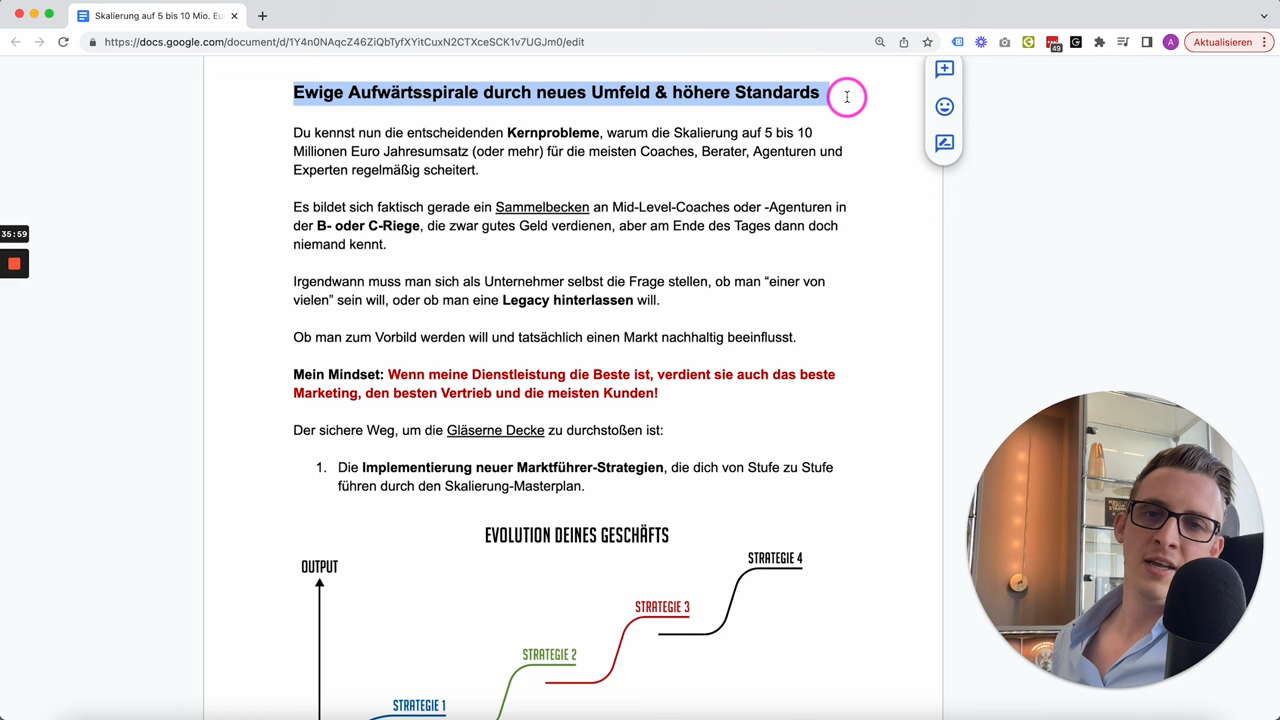 Skalierung auf 5 bis 10 Mio. Eu
https://docs.google.com/document/d/1Y4n0NAqcZ46ZiQbTyfXYitCuxN2CTXceSCK1v7UGJm0/edit
49
A
Aktualisieren
Ewige Aufwärtsspirale durch neues Umfeld & höhere Standards
Du kennst nun die entscheidenden Kernprobleme, warum die Skalierung auf 5 bis 10
Millionen Euro Jahresumsatz (oder mehr) für die meisten Coaches, Berater, Agenturen und
Experten regelmäßig scheitert.
35:59
Es bildet sich faktisch gerade ein Sammelbecken an Mid-Level-Coaches oder -Agenturen in
der B- oder C-Riege, die zwar gutes Geld verdienen, aber am Ende des Tages dann doch
niemand kennt.
Irgendwann muss man sich als Unternehmer selbst die Frage stellen, ob man “einer von
vielen” sein will, oder ob man eine Legacy hinterlassen will.
Ob man zum Vorbild werden will und tatsächlich einen Markt nachhaltig beeinflusst.
Mein Mindset: Wenn meine Dienstleistung die Beste ist, verdient sie auch das beste
Marketing, den besten Vertrieb und die meisten Kunden!
Der sichere Weg, um die Gläserne Decke zu durchstoßen ist:
1. Die Implementierung neuer Marktführer-Strategien, die dich von Stufe zu Stufe
führen durch den Skalierung-Masterplan.
EVOLUTION DEINES GESCHÄFTS
OUTPUT
STRATEGIE 4
STRATEGIE 3
STRATEGIE 2
STRATEGIE 1